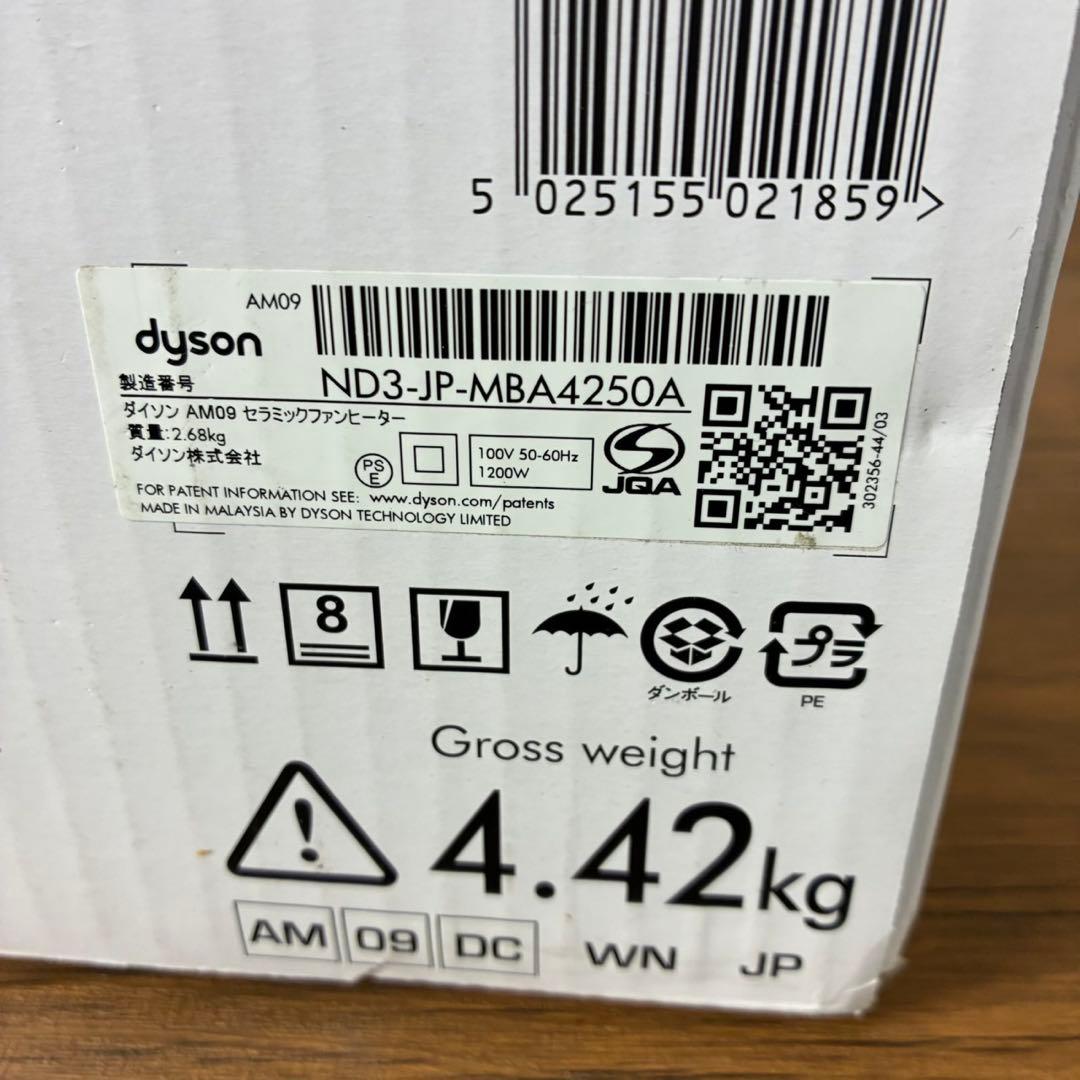 5 025155 021859 >
AM09
dyson
製造番号 ND3-JP-MBA4250A
ダイソン AM09 セラミックファンヒーター
質量:2.68kg
ダイソン株式会社
PS
E
100V 50-60Hz
1200W
JQA
302356-44/03
FOR PATENT INFORMATION SEE: www.dyson.com/patents
MADE IN MALAYSIA BY DYSON TECHNOLOGY LIMITED
8
ダンボール
プラ
PE
Gross weight
4.42kg
AM 09 DC WN JP